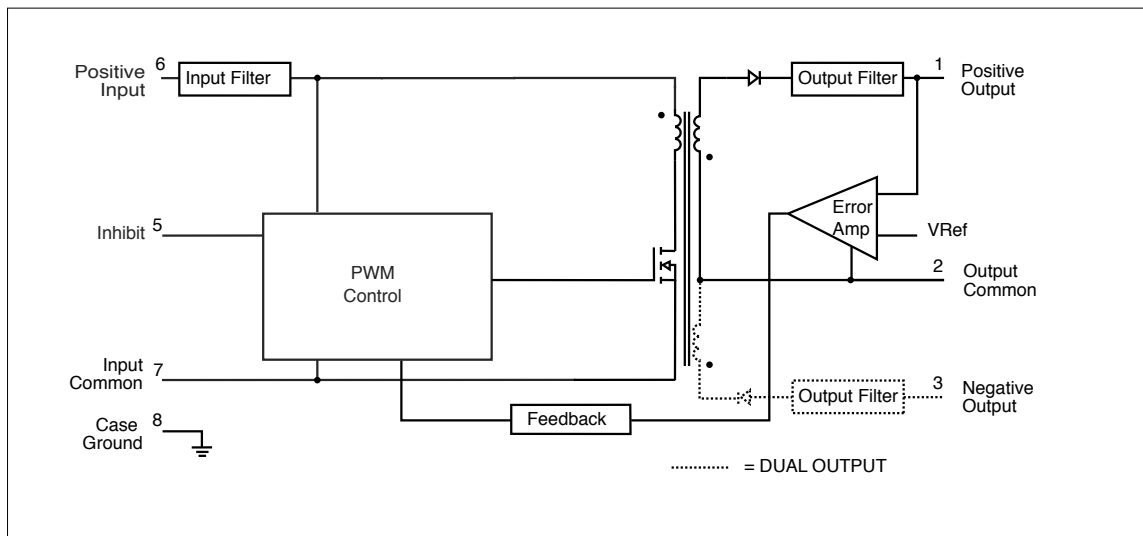 6
Positive
Input
Input Filter
Output Filter
1
Positive
Output
5
Inhibit
PWM
Control
Error
Amp
VRef
2
Output
Common
Input
Common
7
3
Negative
Output
Output Filter
Case
Ground
8
Feedback
= DUAL OUTPUT